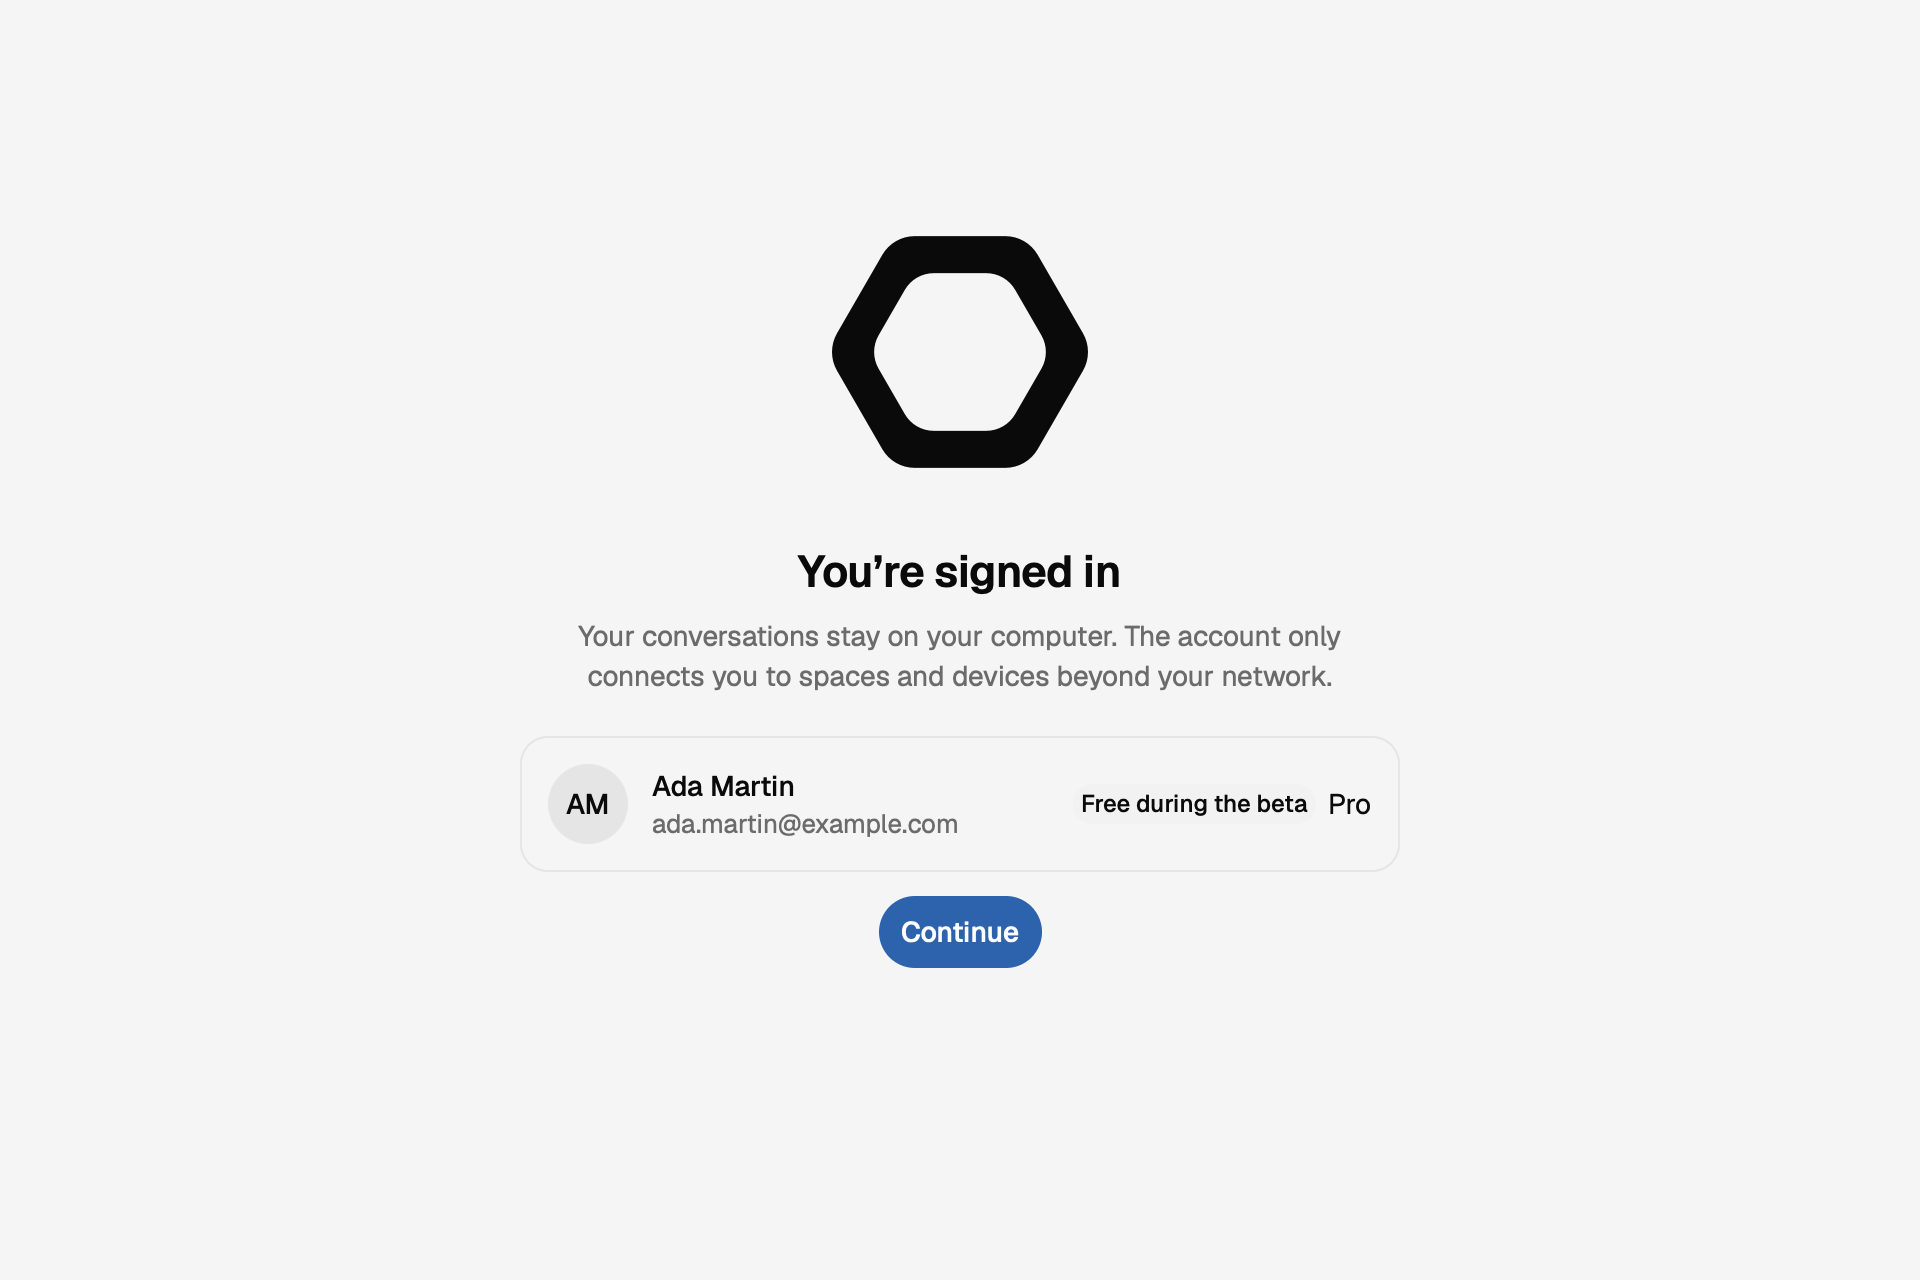 You’re signed in
Your conversations stay on your computer. The account only
connects you to spaces and devices beyond your network.
AM
Ada Martin
ada.martin@example.com
Free during the beta
Pro
Continue